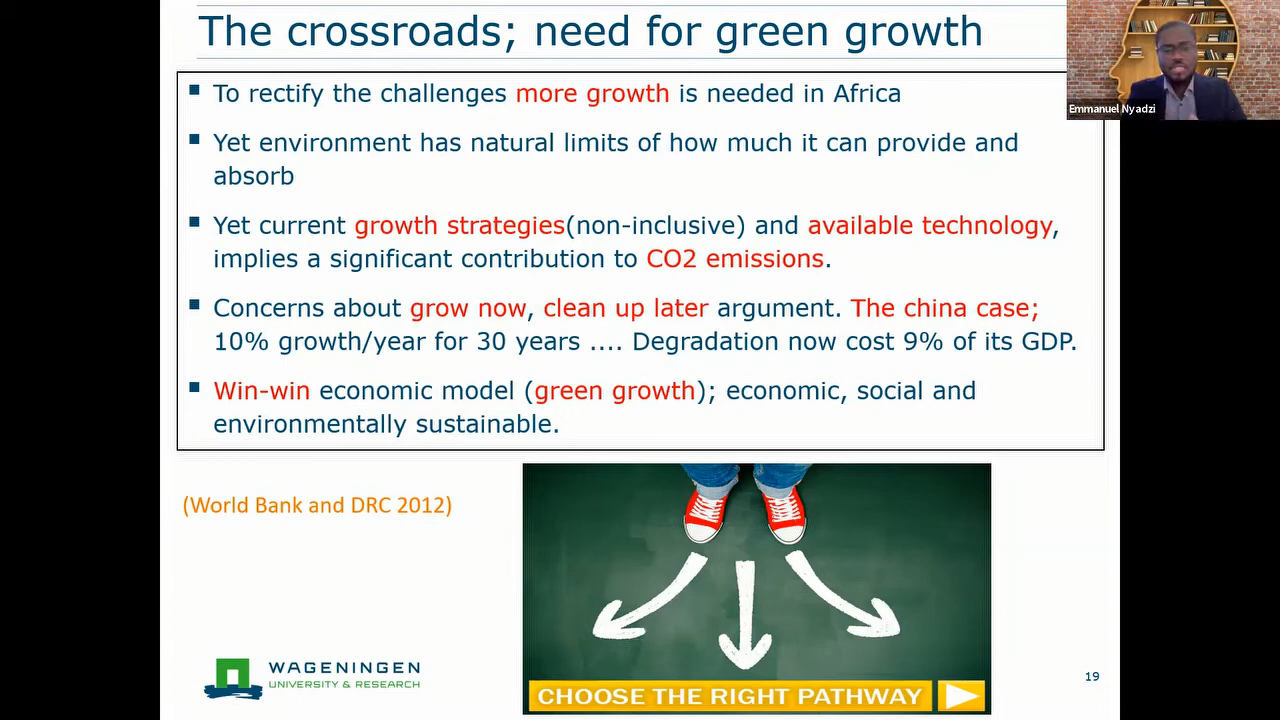 The crossroads; need for green growth
Emmanuel Nyadzi
To rectify the challenges more growth is needed in Africa
Yet environment has natural limits of how much it can provide and
absorb
Yet current growth strategies(non-inclusive) and available technology,
implies a significant contribution to CO2 emissions.
Concerns about grow now, clean up later argument. The china case;
10% growth/year for 30 years .... Degradation now cost 9% of its GDP.
Win-win economic model (green growth); economic, social and
environmentally sustainable.
(World Bank and DRC 2012)
CHOOSE THE RIGHT PATHWAY
WAGENINGEN
UNIVERSITY & RESEARCH
19